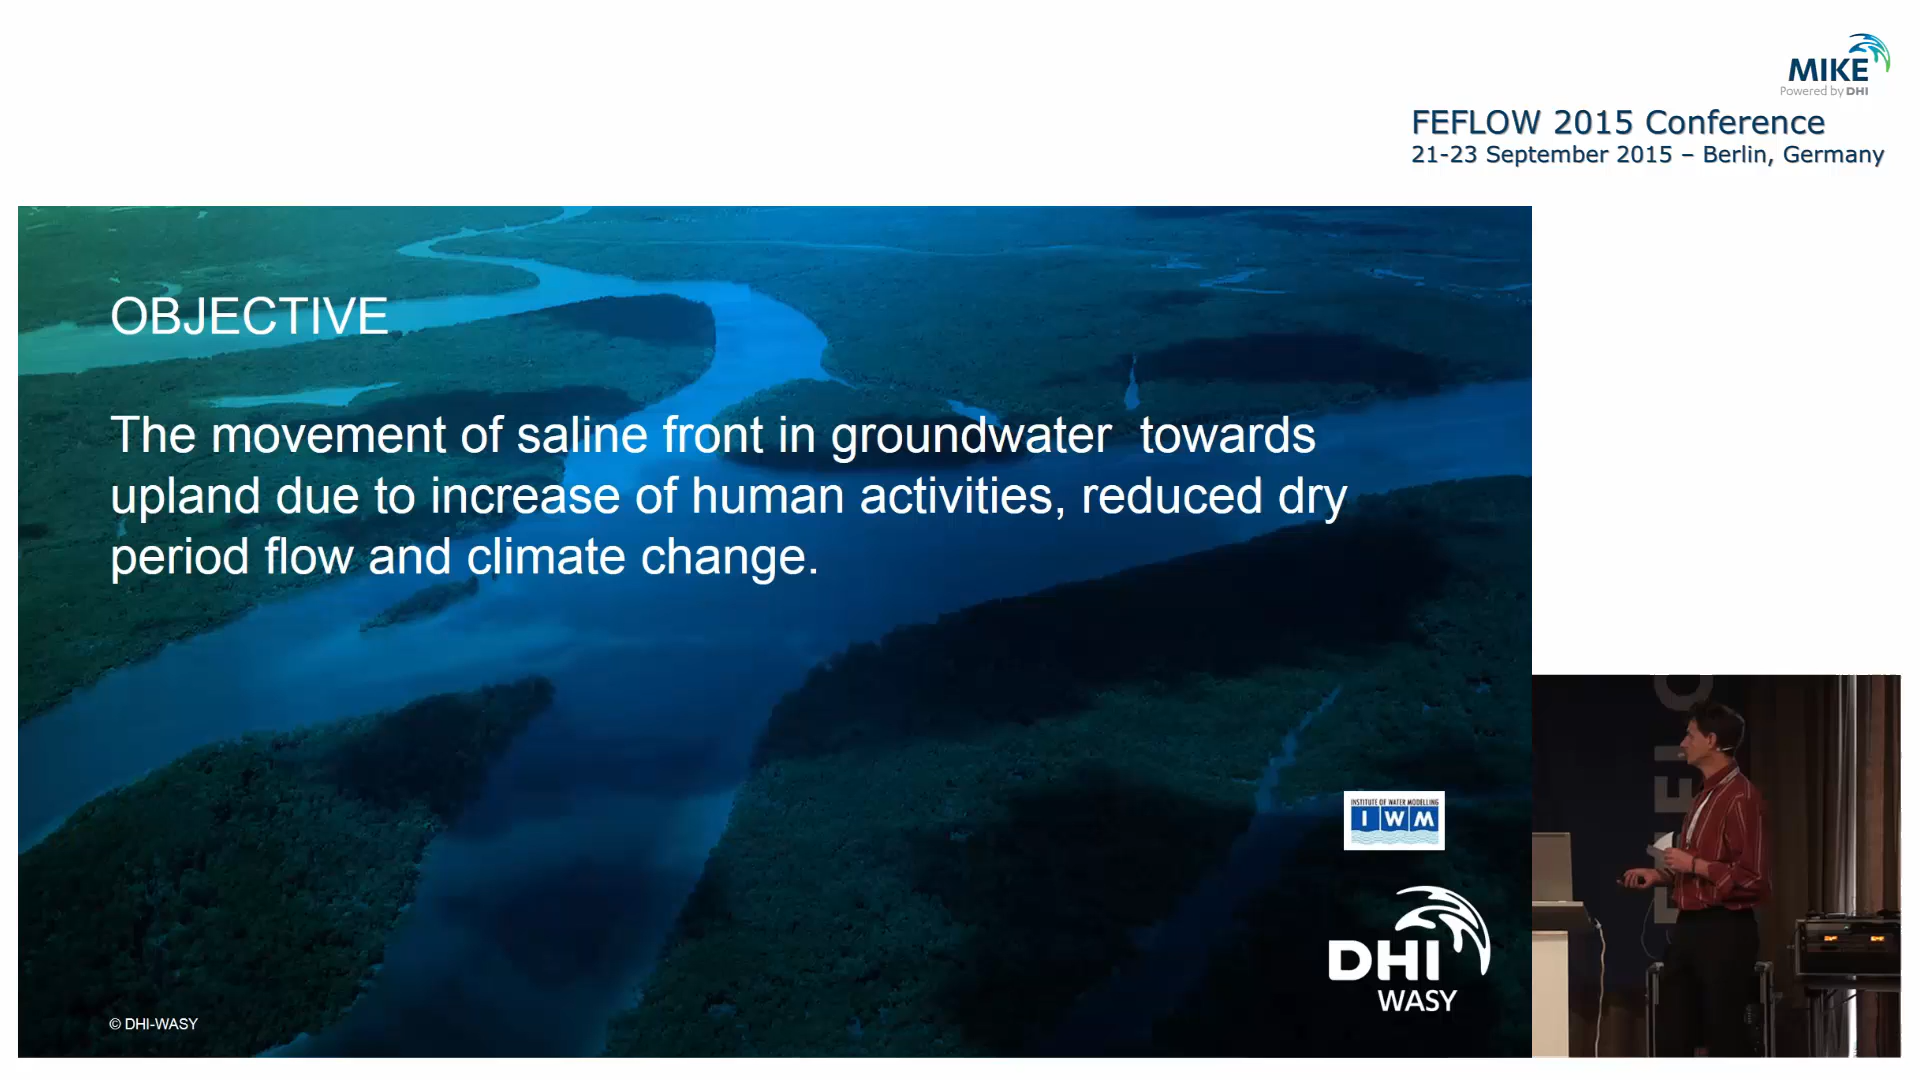 MIKE
Powered by DHI
FEFLOW 2015 Conference
21-23 September 2015 – Berlin, Germany
OBJECTIVE
The movement of saline front in groundwater towards
upland due to increase of human activities, reduced dry
period flow and climate change.
INSTITUTE OF WATER MODELLING
IWM
DHI
WASY
© DHI-WASY